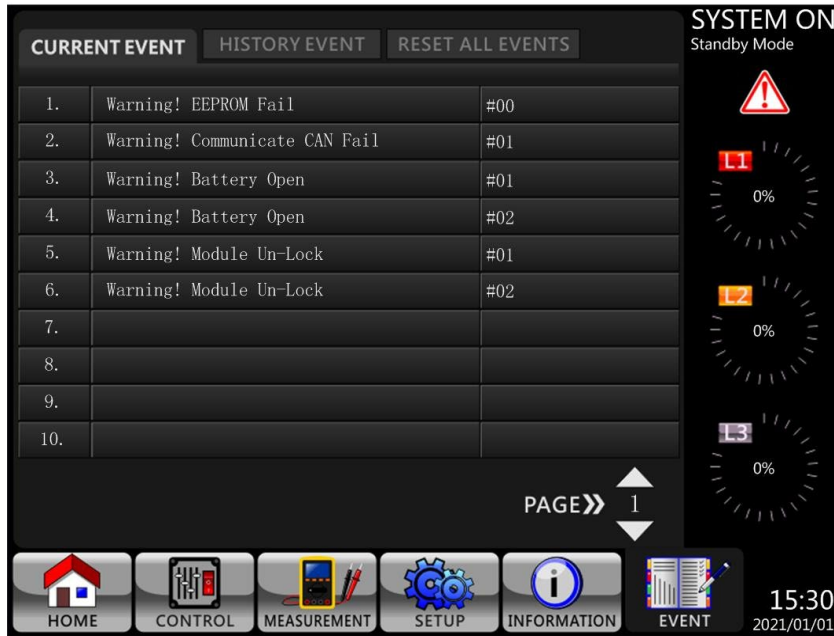 SYSTEM ON
Standby Mode
CURRENT EVENT
HISTORY EVENT
RESET ALL EVENTS
1. Warning! EEPROM Fail #00
2. Warning! Communicate CAN Fail #01
3. Warning! Battery Open #01
4. Warning! Battery Open #02
5. Warning! Module Un-Lock #01
6. Warning! Module Un-Lock #02
7.
8.
9.
10.
L1
0%
L2
0%
L3
0%
PAGE 1
HOME
CONTROL
MEASUREMENT
SETUP
INFORMATION
EVENT
15:30
2021/01/01